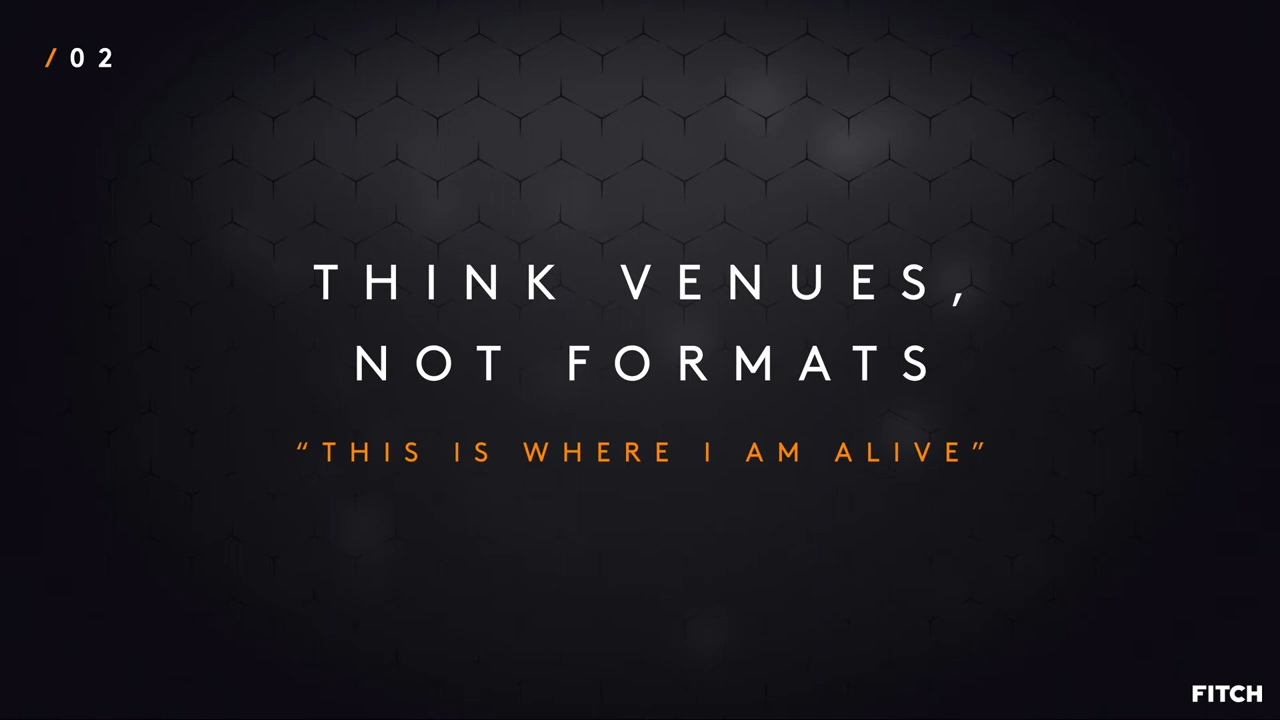 /02
THINK VENUES,
NOT FORMATS
“THIS IS WHERE I AM ALIVE”
FITCH